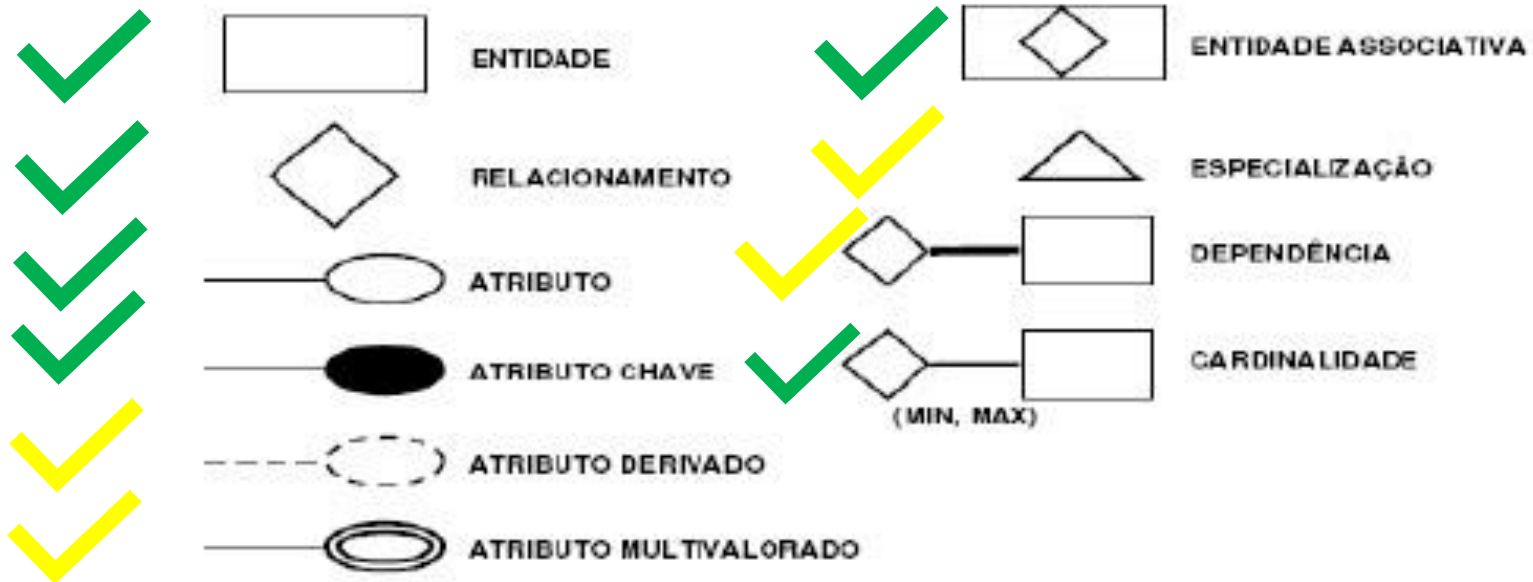 ENTIDADE
RELACIONAMENTO
ATRIBUTO
ATRIBUTO CHAVE
ATRIBUTO DERIVADO
ATRIBUTO MULTIVALORADO
ENTIDADE ASSOCIATIVA
ESPECIALIZAÇÃO
DEPENDÊNCIA
CARDINALIDADE
(MIN, MAX)